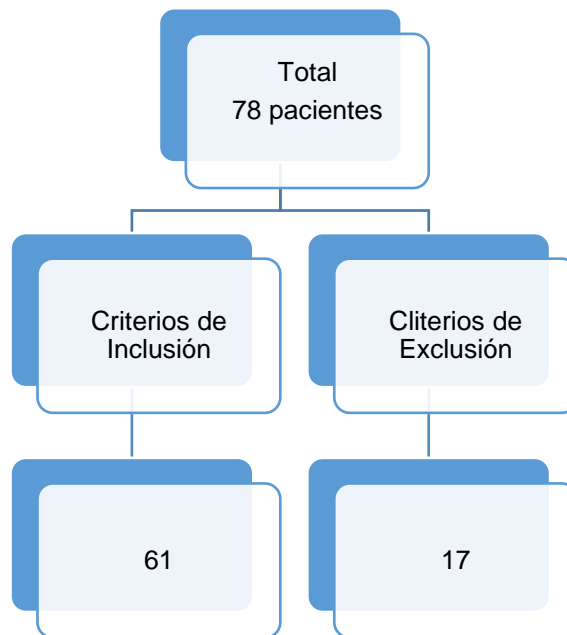 Total
78 pacientes
Criterios de
Inclusión
Cliterios de
Exclusión
61
17